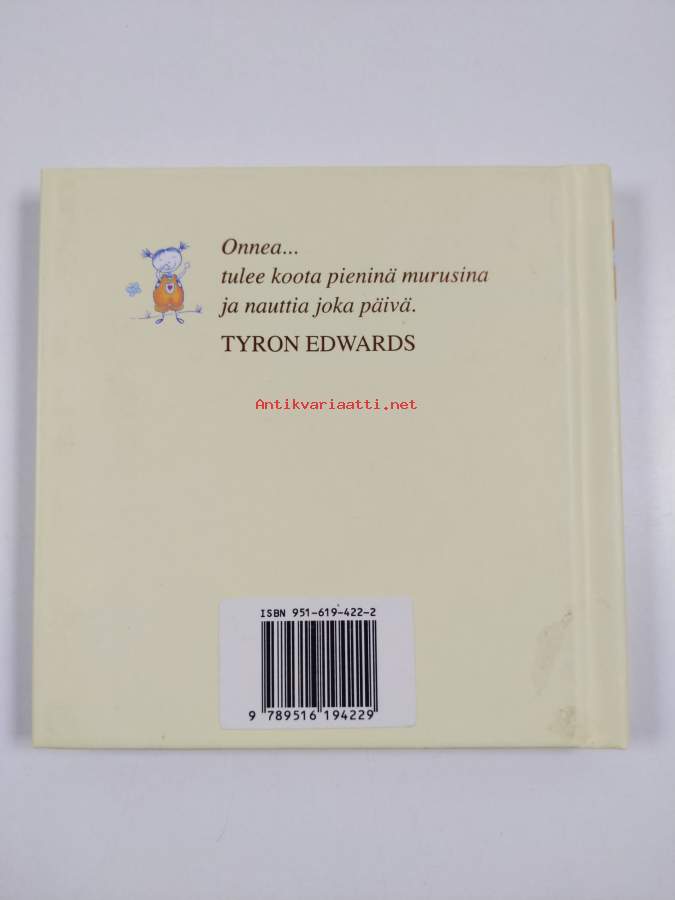 Onnea...
tulee koota pieninä murusina
ja nauttia joka päivä.
TYRON EDWARDS
Antikvariaatti.net
ISBN 951-619-422-2
9 789516 194229